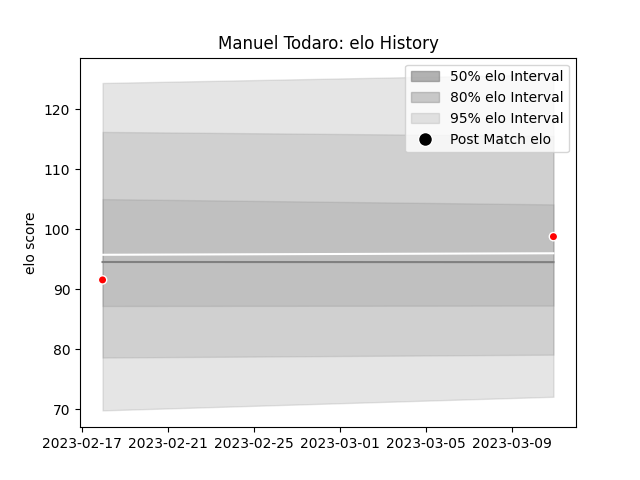 Manuel Todaro: elo History
50% elo Interval
80% elo Interval
95% elo Interval
Post Match elo
elo score
120
110
100
90
80
70
2023-02-17 2023-02-21 2023-02-25 2023-03-01 2023-03-05 2023-03-09